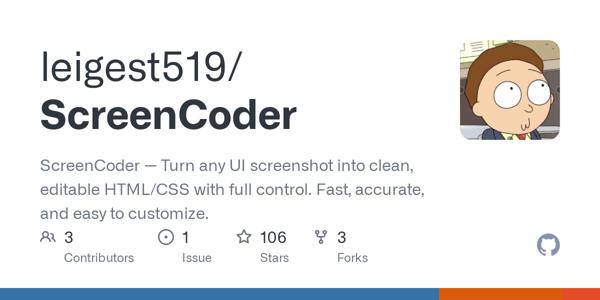 leigest519/
ScreenCoder
ScreenCoder — Turn any UI screenshot into clean,
editable HTML/CSS with full control. Fast, accurate,
and easy to customize.
3 1 106 3
Contributors Issue Stars Forks